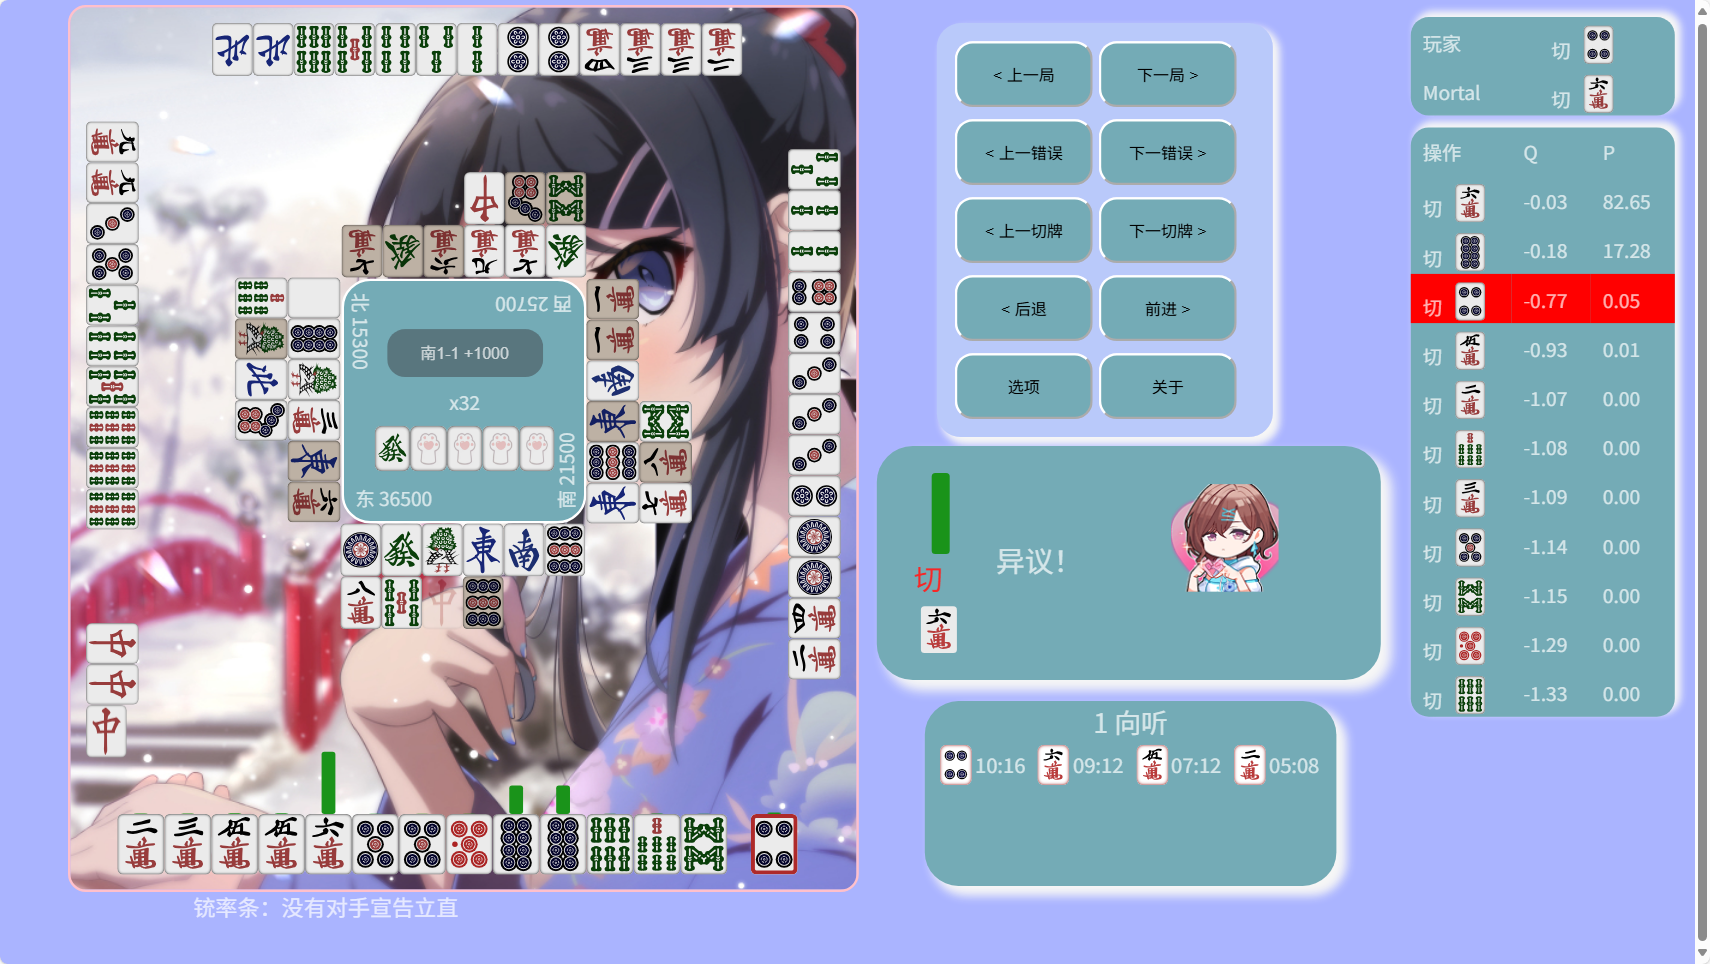 北 15300
西 25700
南1-1 +1000
x32
东 36500
南 21500
铳率条：没有对手宣告立直
< 上一局
下一局 >
< 上一错误
下一错误 >
< 上一切牌
下一切牌 >
< 后退
前进 >
选项
关于
切
异议！
1 向听
10:16
09:12
07:12
05:08
玩家 切
Mortal 切
操作 Q P
切 -0.03 82.65
切 -0.18 17.28
切 -0.77 0.05
切 -0.93 0.01
切 -1.07 0.00
切 -1.08 0.00
切 -1.09 0.00
切 -1.14 0.00
切 -1.15 0.00
切 -1.29 0.00
切 -1.33 0.00